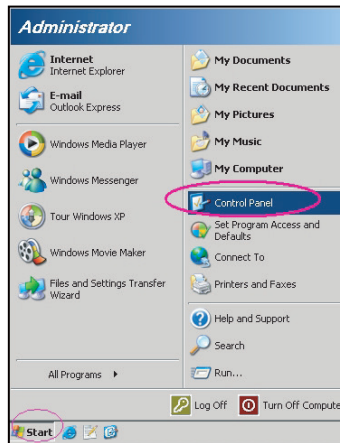 Administrator
Internet
Internet Explorer
E-mail
Outlook Express
Windows Media Player
Windows Messenger
Tour Windows XP
Windows Movie Maker
Files and Settings Transfer
Wizard
All Programs
My Documents
My Recent Documents
My Pictures
My Music
My Computer
Control Panel
Set Program Access and
Defaults
Connect To
Printers and Faxes
Help and Support
Search
Run...
Log Off
Turn Off Compute
Start